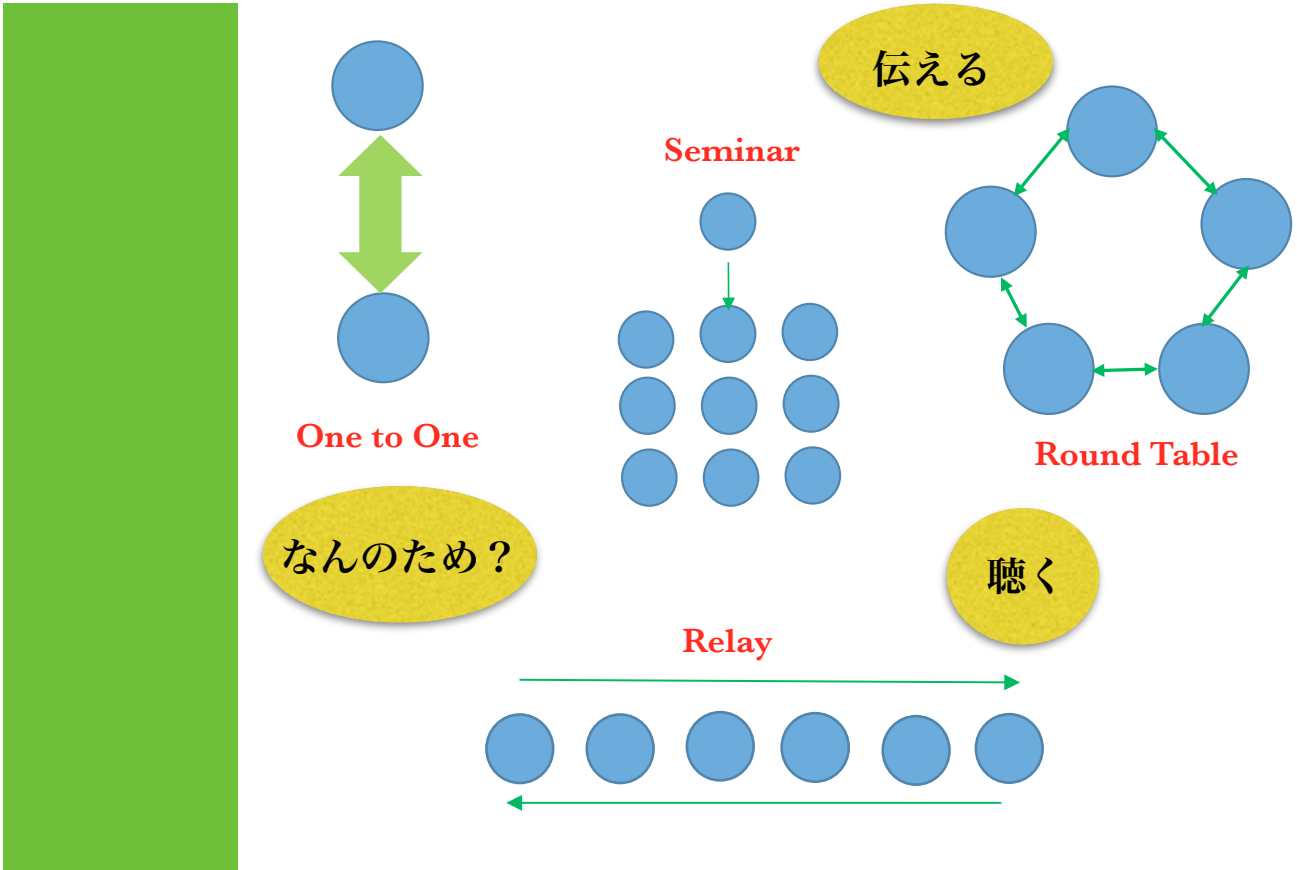 伝える
Seminar
One to One
Round Table
なんのため？
聴く
Relay